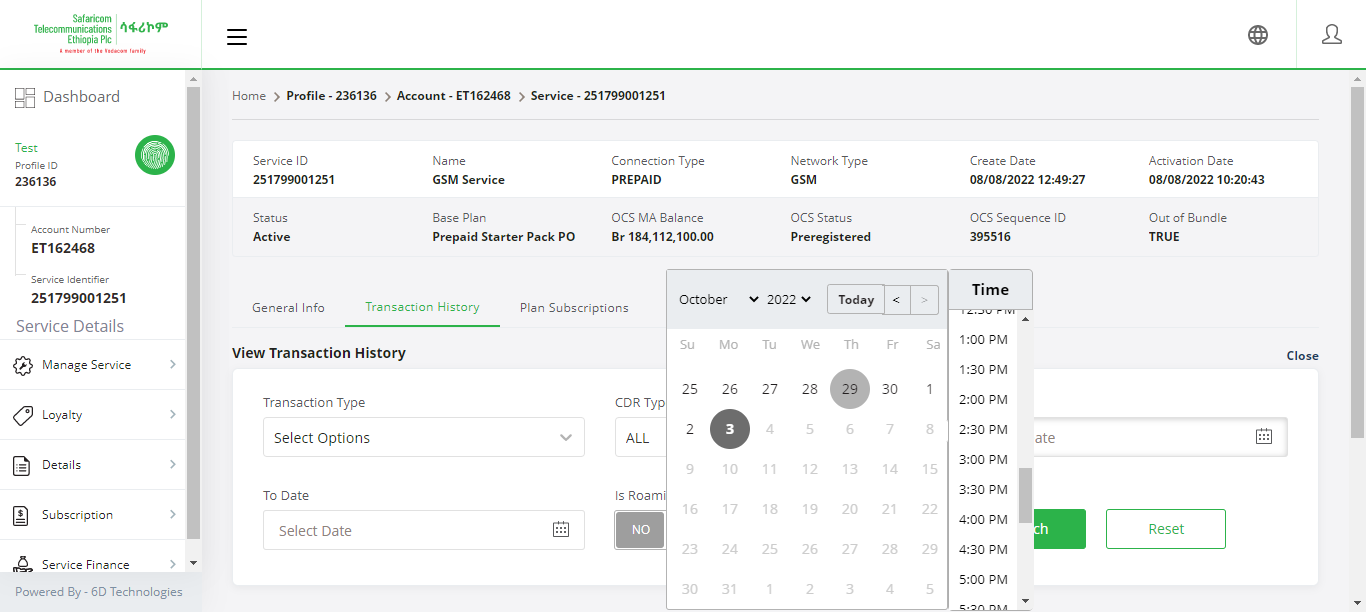 Safaricom
Telecommunications
Ethiopia Plc
ሳፋሪኮም
A member of the Vodacom family
Dashboard
Test
Profile ID
236136
Account Number
ET162468
Service Identifier
251799001251
Service Details
Manage Service
Loyalty
Details
Subscription
Service Finance
Powered By - 6D Technologies
Home > Profile - 236136 > Account - ET162468 > Service - 251799001251
Service ID Name Connection Type Network Type Create Date Activation Date
251799001251 GSM Service PREPAID GSM 08/08/2022 12:49:27 08/08/2022 10:20:43
Status Base Plan OCS MA Balance OCS Status OCS Sequence ID Out of Bundle
Active Prepaid Starter Pack PO Br 184,112,100.00 Preregistered 395516 TRUE
General Info Transaction History Plan Subscriptions
View Transaction History
Close
Transaction Type
Select Options
CDR Typ
ALL
ate
To Date
Select Date
Is Roami
NO
ch
Reset
October 2022 Today < >
Su Mo Tu We Th Fr Sa
25 26 27 28 29 30 1
2 3 4 5 6 7 8
9 10 11 12 13 14 15
16 17 18 19 20 21 22
23 24 25 26 27 28 29
30 31 1 2 3 4 5
Time
12:30 PM
1:00 PM
1:30 PM
2:00 PM
2:30 PM
3:00 PM
3:30 PM
4:00 PM
4:30 PM
5:00 PM
5:30 PM